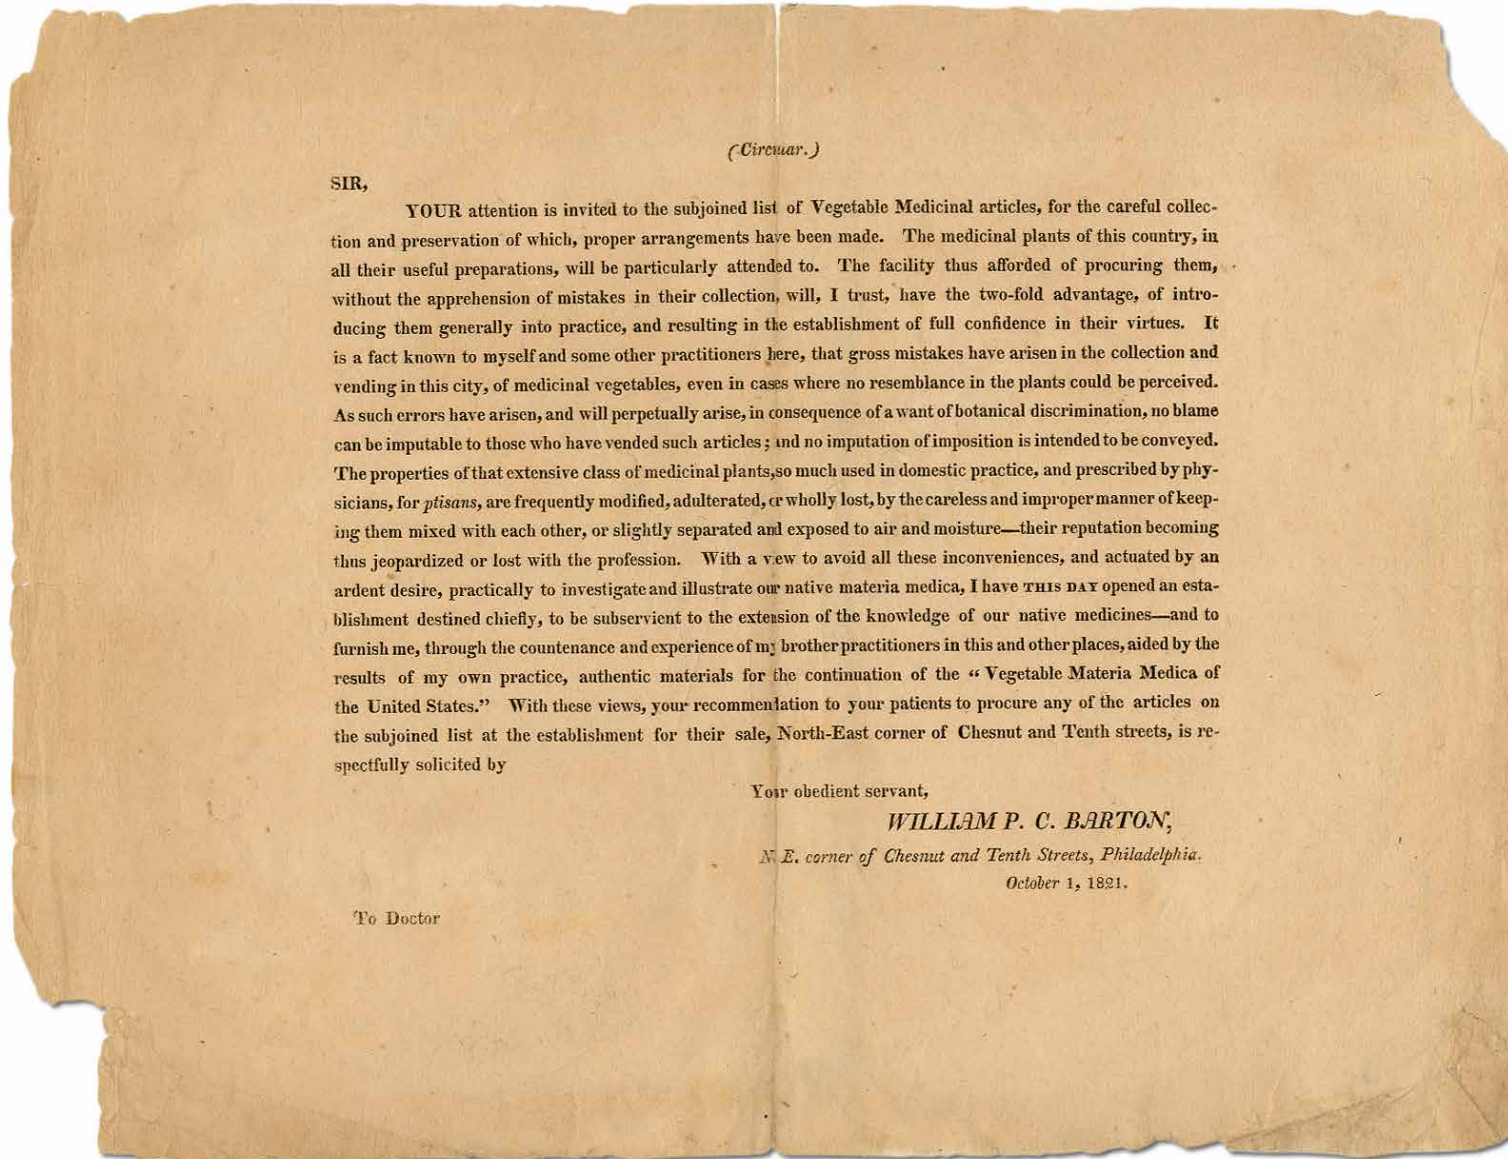 (Circular.)
SIR,
YOUR attention is invited to the subjoined list of Vegetable Medicinal articles, for the careful collec-
tion and preservation of which, proper arrangements have been made. The medicinal plants of this country, in
all their useful preparations, will be particularly attended to. The facility thus afforded of procuring them,
without the apprehension of mistakes in their collection, will, I trust, have the two-fold advantage, of intro-
ducing them generally into practice, and resulting in the establishment of full confidence in their virtues. It
is a fact known to myself and some other practitioners here, that gross mistakes have arisen in the collection and
vending in this city, of medicinal vegetables, even in cases where no resemblance in the plants could be perceived.
As such errors have arisen, and will perpetually arise, in consequence of a want of botanical discrimination, no blame
can be imputable to those who have vended such articles; and no imputation of imposition is intended to be conveyed.
The properties of that extensive class of medicinal plants, so much used in domestic practice, and prescribed by phy-
sicians, for ptisans, are frequently modified, adulterated, or wholly lost, by the careless and improper manner of keep-
ing them mixed with each other, or slightly separated and exposed to air and moisture—their reputation becoming
thus jeopardized or lost with the profession. With a view to avoid all these inconveniences, and actuated by an
ardent desire, practically to investigate and illustrate our native materia medica, I have THIS DAY opened an esta-
blishment destined chiefly, to be subservient to the extension of the knowledge of our native medicines—and to
furnish me, through the countenance and experience of my brother practitioners in this and other places, aided by the
results of my own practice, authentic materials for the continuation of the “ Vegetable Materia Medica of
the United States.” With these views, your recommendation to your patients to procure any of the articles on
the subjoined list at the establishment for their sale, North-East corner of Chesnut and Tenth streets, is re-
spectfully solicited by
Your obedient servant,
WILLIAM P. C. BARTON,
N. E. corner of Chesnut and Tenth Streets, Philadelphia.
October 1, 1821.
To Doctor